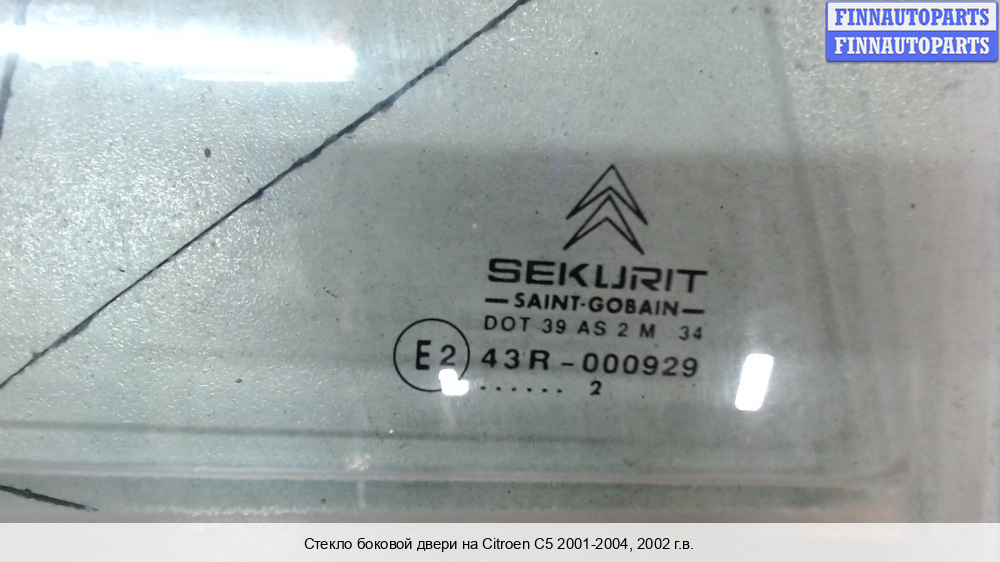 FINNAUTOPARTS
FINNAUTOPARTS
SEKURIT
SAINT-GOBAIN
DOT 39 AS 2 M 34
E2 43R-000929
...... 2
Стекло боковой двери на Citroen C5 2001-2004, 2002 г.в.